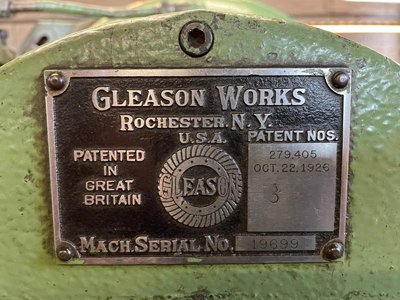 GLEASON WORKS
ROCHESTER, N.Y.
U.S.A.
PATENT NOS.
PATENTED
IN
GREAT
BRITAIN
GLEASON
279,405
OCT. 22, 1926
3
MACH. SERIAL NO. 19699